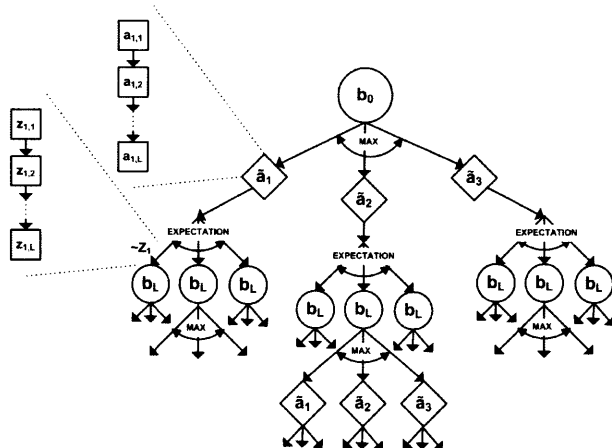 a1,1
a1,2
a1,L
z1,1
z1,2
z1,L
b0
MAX
ã1
ã2
ã3
EXPECTATION
EXPECTATION
EXPECTATION
~Z1
bL
bL
bL
bL
bL
bL
bL
bL
bL
MAX
MAX
MAX
ã1
ã2
ã3